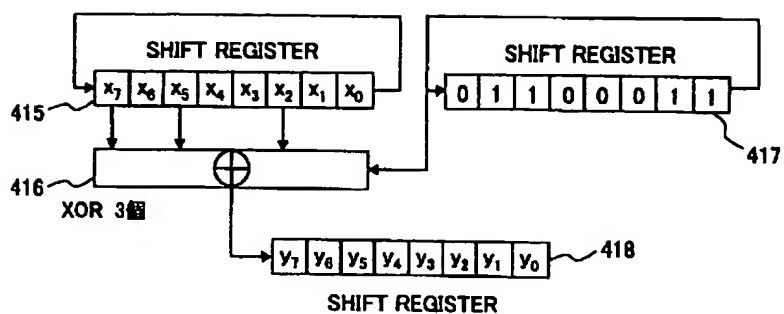 SHIFT REGISTER
SHIFT REGISTER
x7 x6 x5 x4 x3 x2 x1 x0
0 1 1 0 0 0 1 1
415
417
416
XOR 3個
y7 y6 y5 y4 y3 y2 y1 y0
418
SHIFT REGISTER